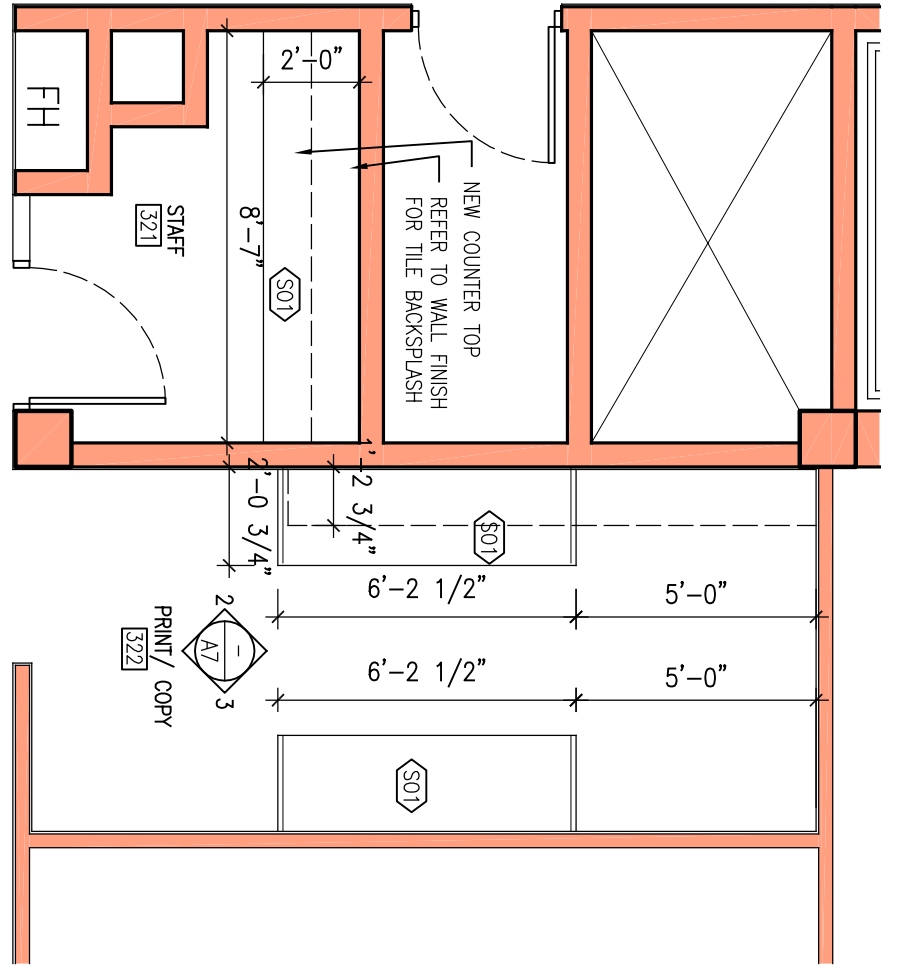 2'-0"
FH
NEW COUNTER TOP
REFER TO WALL FINISH
FOR TILE BACKSPLASH
STAFF
321
8'-7"
S01
1'-2 3/4"
2'-0 3/4"
S01
6'-2 1/2"
5'-0"
PRINT/ COPY
322
2
-
A7
3
6'-2 1/2"
5'-0"
S01